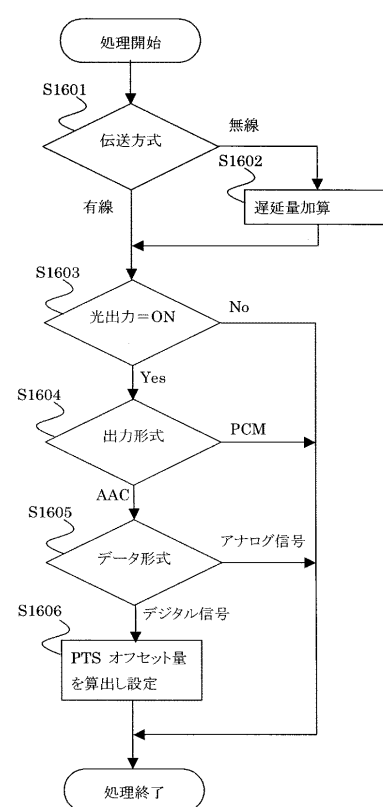 処理開始
S1601
伝送方式
無線
S1602
遅延量加算
有線
S1603
光出力=ON
No
Yes
S1604
出力形式
PCM
AAC
S1605
データ形式
アナログ信号
デジタル信号
S1606
PTS オフセット量
を算出し設定
処理終了